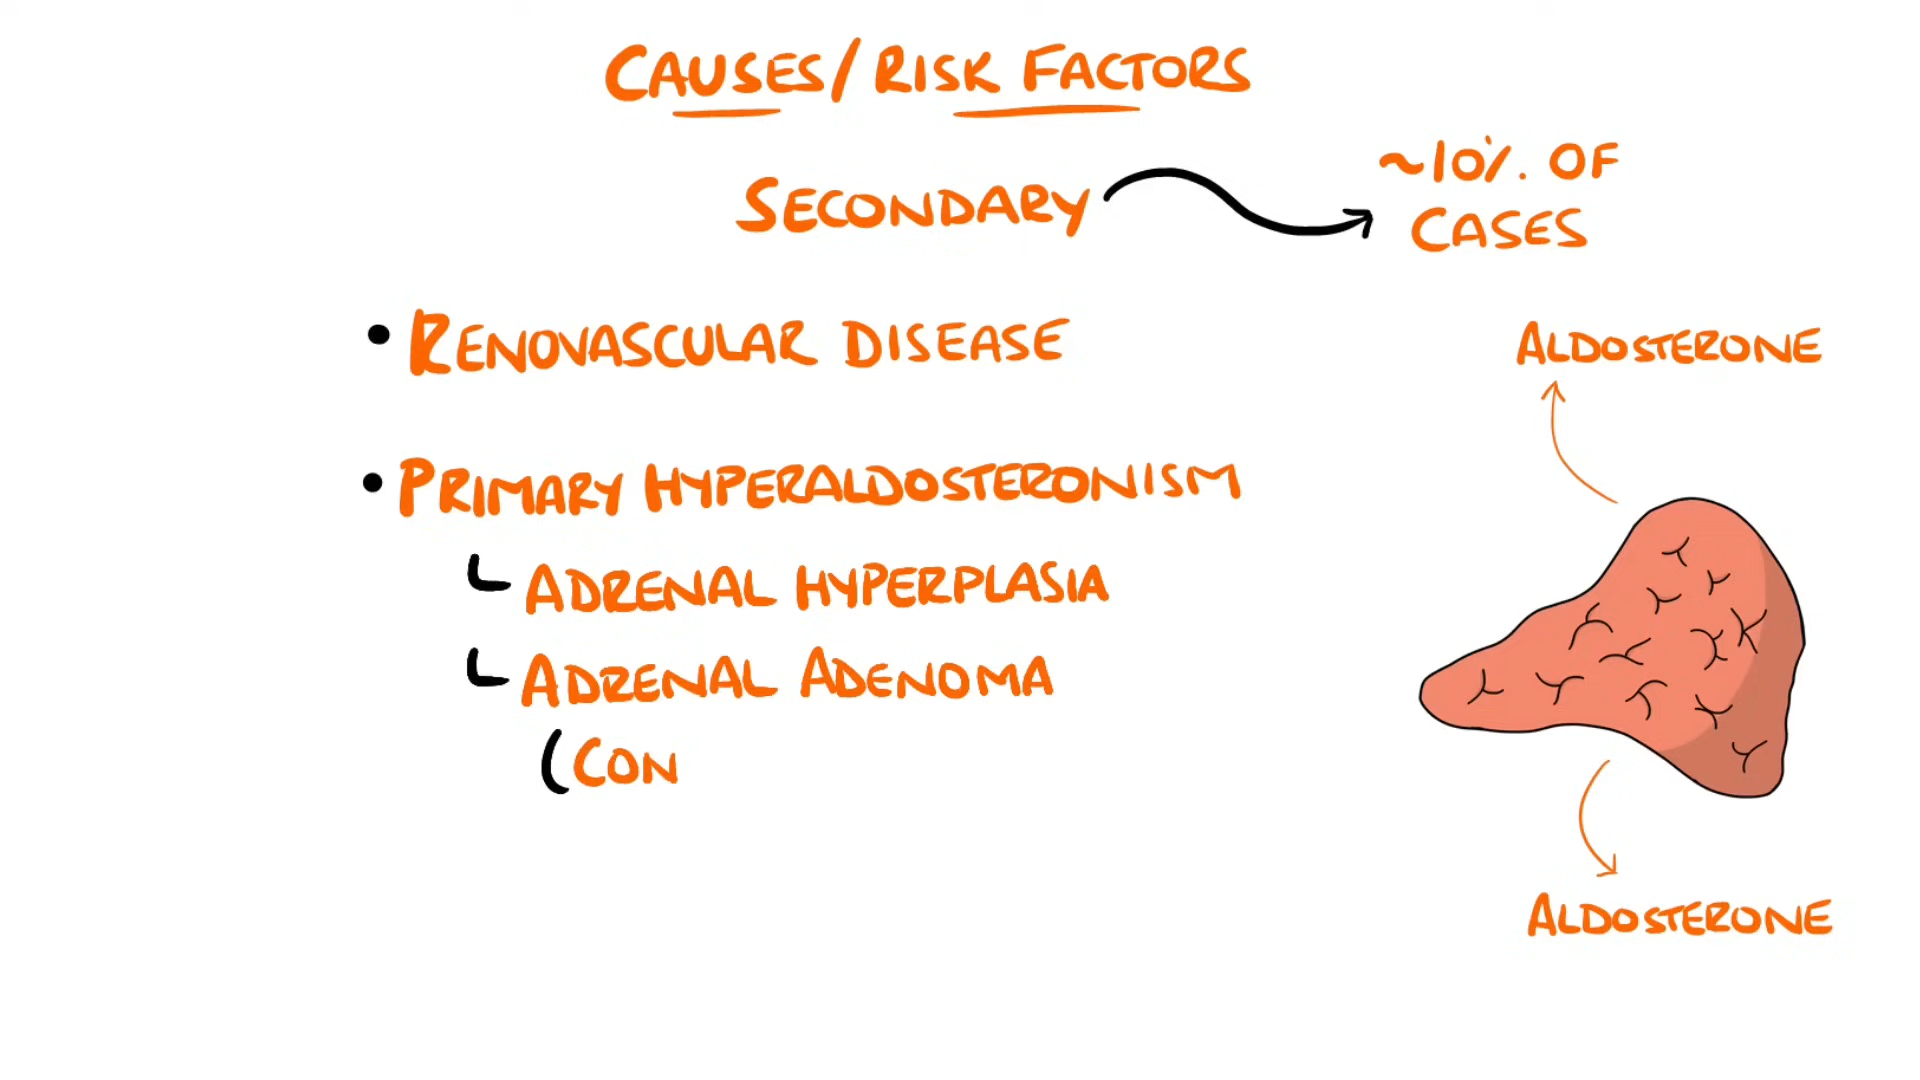 CAUSES/RISK FACTORS
SECONDARY
~10% OF
CASES
• RENOVASCULAR DISEASE
ALDOSTERONE
• PRIMARY HYPERALDOSTERONISM
ADRENAL HYPERPLASIA
ADRENAL ADENOMA
(CON
ALDOSTERONE